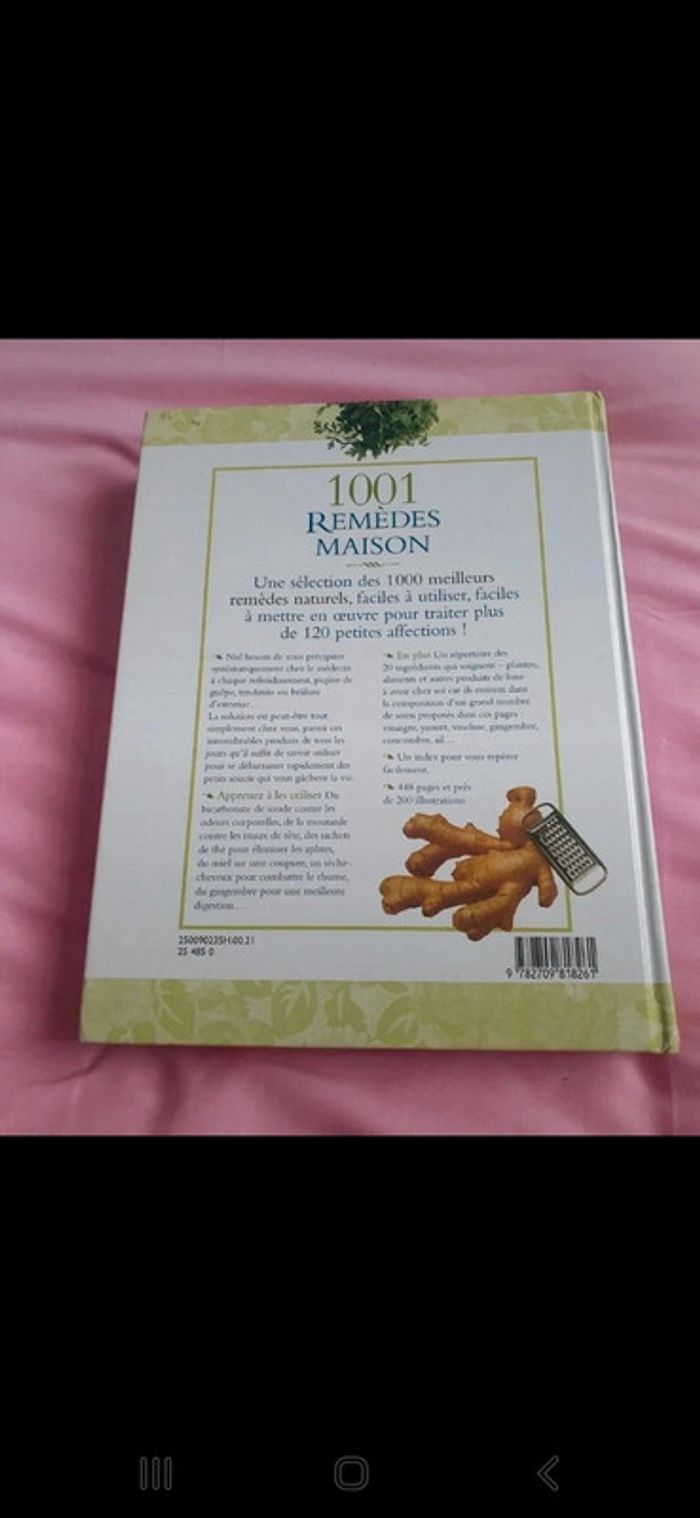 1001
REMÈDES
MAISON
Une sélection des 1000 meilleurs
remèdes naturels, faciles à utiliser, faciles
à mettre en œuvre pour traiter plus
de 120 petites affections !
Nul besoin de vous précipiter
systématiquement chez le médecin
à chaque refroidissement, piqûre de
guêpe, tendinite ou brûlure
d'estomac…
La solution est peut-être tout
simplement chez vous, parmi ces
innombrables produits de tous les
jours qu'il suffit de savoir utiliser
pour se débarrasser rapidement des
petits soucis qui vous gâchent la vie.
Apprenez à les utiliser Du
bicarbonate de soude contre les
odeurs corporelles, de la moutarde
contre les maux de tête, des sachets
de thé pour éliminer les aphtes,
du miel sur une coupure, un sèche-
cheveux pour combattre le rhume,
du gingembre pour une meilleure
digestion…
En plus Un répertoire des
20 ingrédients qui soignent – plantes,
aliments et autres produits de base
à avoir chez soi car ils entrent dans
la composition d'un grand nombre
de soins proposés dans ces pages :
vinaigre, yaourt, vaseline, gingembre,
concombre, ail…
Un index pour vous repérer
facilement.
448 pages et près
de 200 illustrations
25009023SH.00.21
25 485 0
9 782709 818261